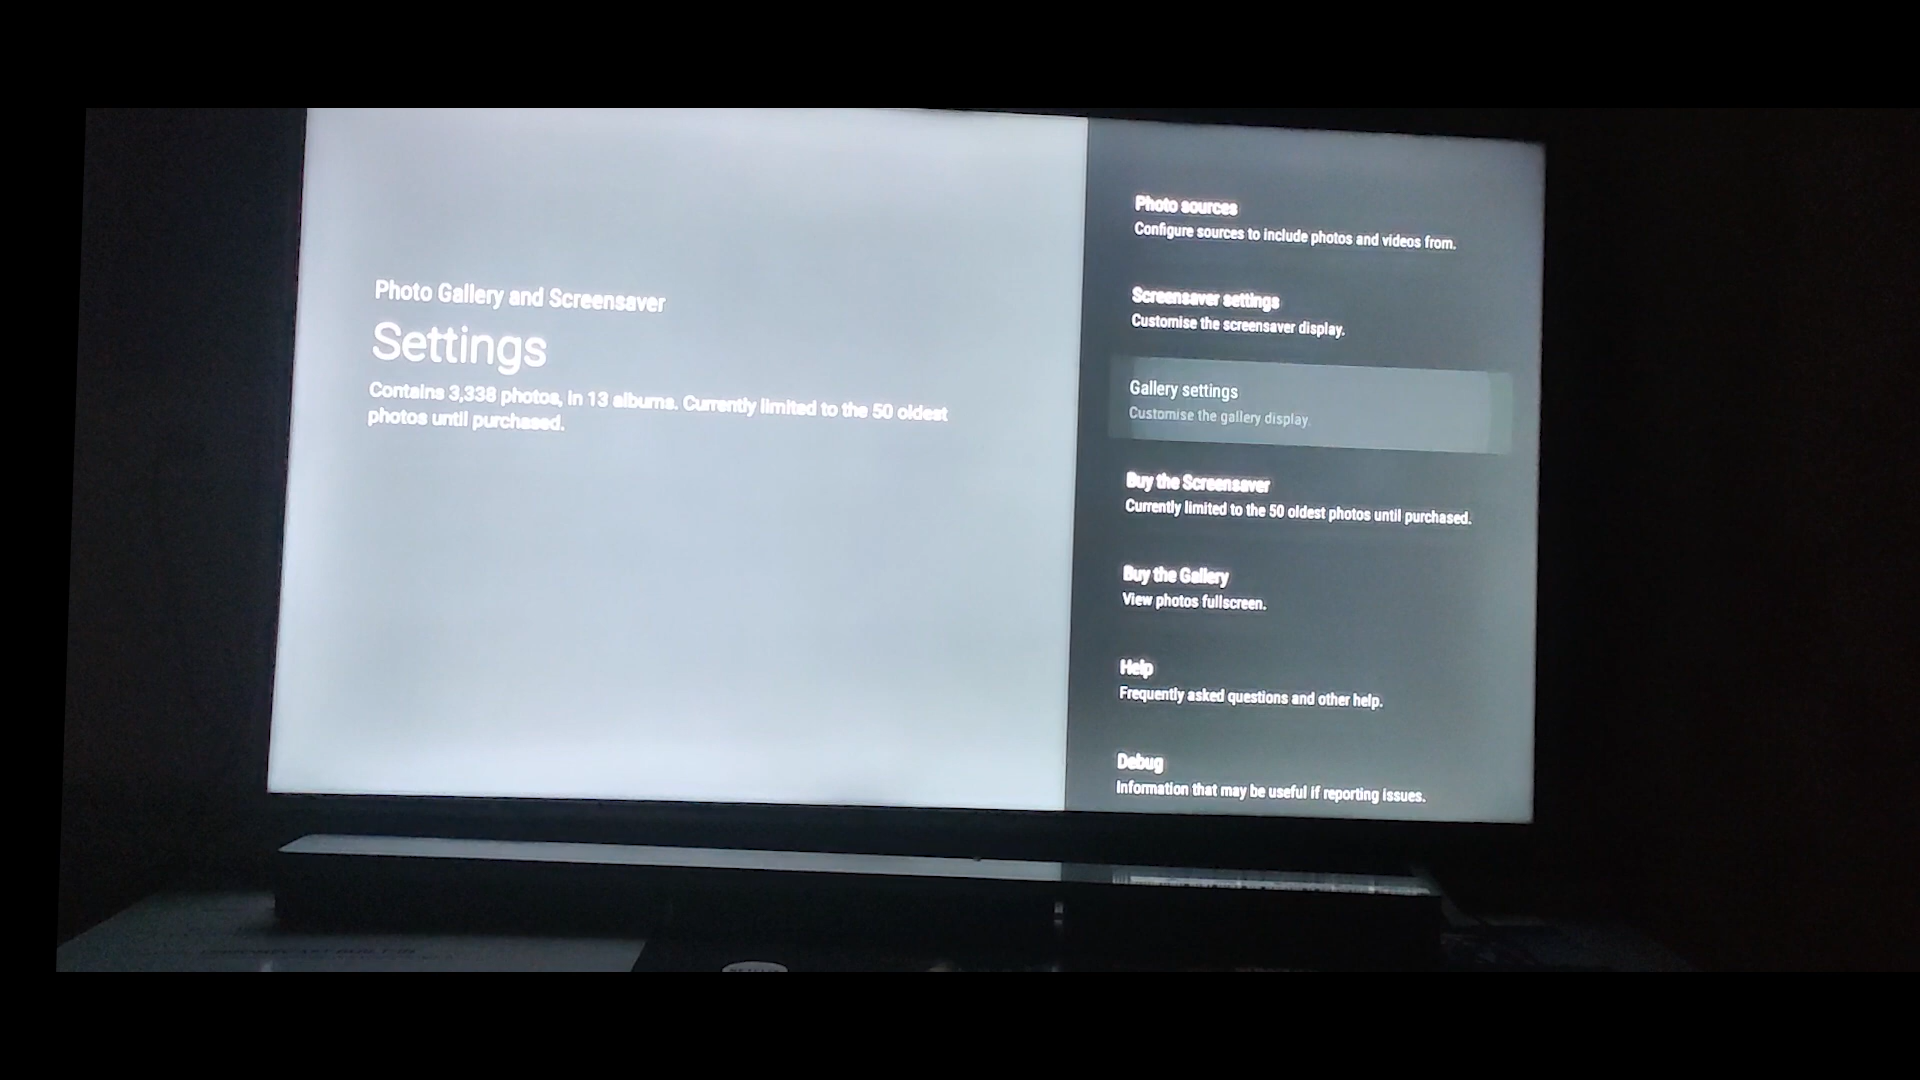 Photo Gallery and Screensaver
Settings
Contains 3,338 photos, in 13 albums. Currently limited to the 50 oldest
photos until purchased.
Photo sources
Configure sources to include photos and videos from.
Screensaver settings
Customise the screensaver display.
Gallery settings
Customise the gallery display.
Buy the Screensaver
Currently limited to the 50 oldest photos until purchased.
Buy the Gallery
View photos fullscreen.
Help
Frequently asked questions and other help.
Debug
Information that may be useful if reporting issues.